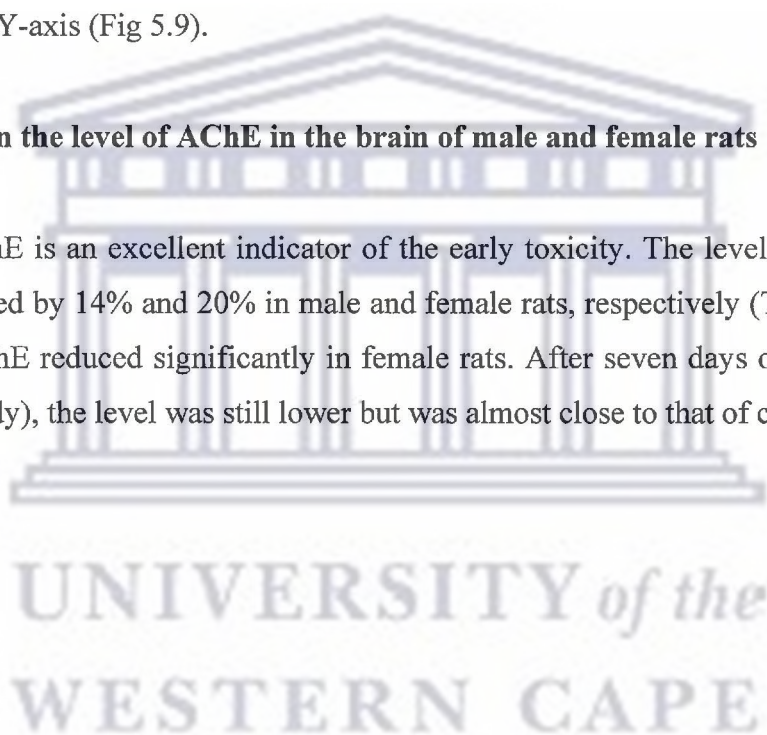 Y-axis (Fig 5.9).
n the level of AChE in the brain of male and female rats
E is an excellent indicator of the early toxicity. The level
ed by 14% and 20% in male and female rats, respectively (
hE reduced significantly in female rats. After seven days
ly), the level was still lower but was almost close to that of
UNIVERSITY of the
WESTERN CAPE